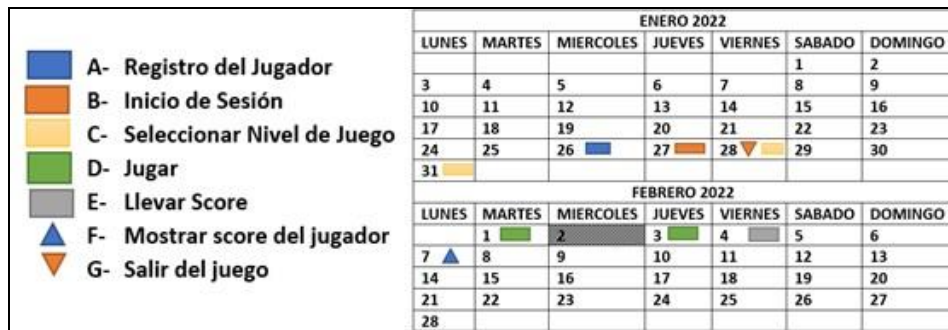 A- Registro del Jugador
B- Inicio de Sesión
C- Seleccionar Nivel de Juego
D- Jugar
E- Llevar Score
F- Mostrar score del jugador
G- Salir del juego
ENERO 2022
LUNES MARTES MIERCOLES JUEVES VIERNES SABADO DOMINGO
1 2
3 4 5 6 7 8 9
10 11 12 13 14 15 16
17 18 19 20 21 22 23
24 25 26 27 28 29 30
31
FEBRERO 2022
LUNES MARTES MIERCOLES JUEVES VIERNES SABADO DOMINGO
1 2 3 4 5 6
7 8 9 10 11 12 13
14 15 16 17 18 19 20
21 22 23 24 25 26 27
28